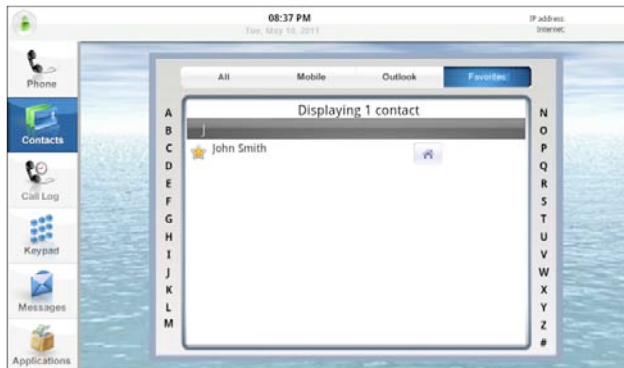 08:37 PM
Tue, May 10, 2011
IP address:
Internet:
Phone
Contacts
Call Log
Keypad
Messages
Applications
All Mobile Outlook Favorites
Displaying 1 contact
J
John Smith
A
B
C
D
E
F
G
H
I
J
K
L
M
N
O
P
Q
R
S
T
U
V
W
X
Y
Z
#